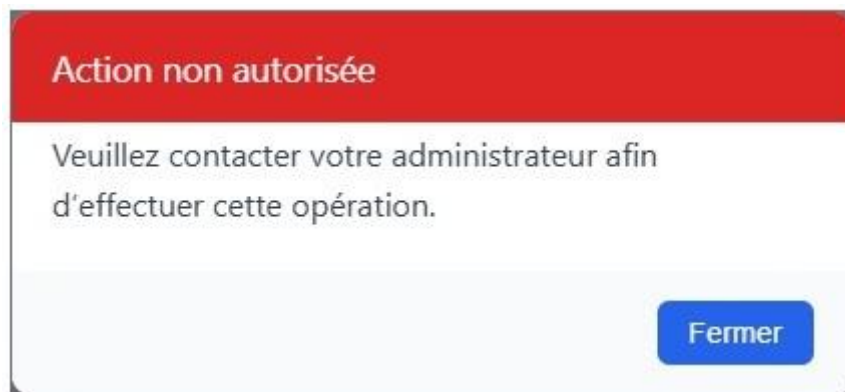 Action non autorisée
Veuillez contacter votre administrateur afin
d'effectuer cette opération.
Fermer